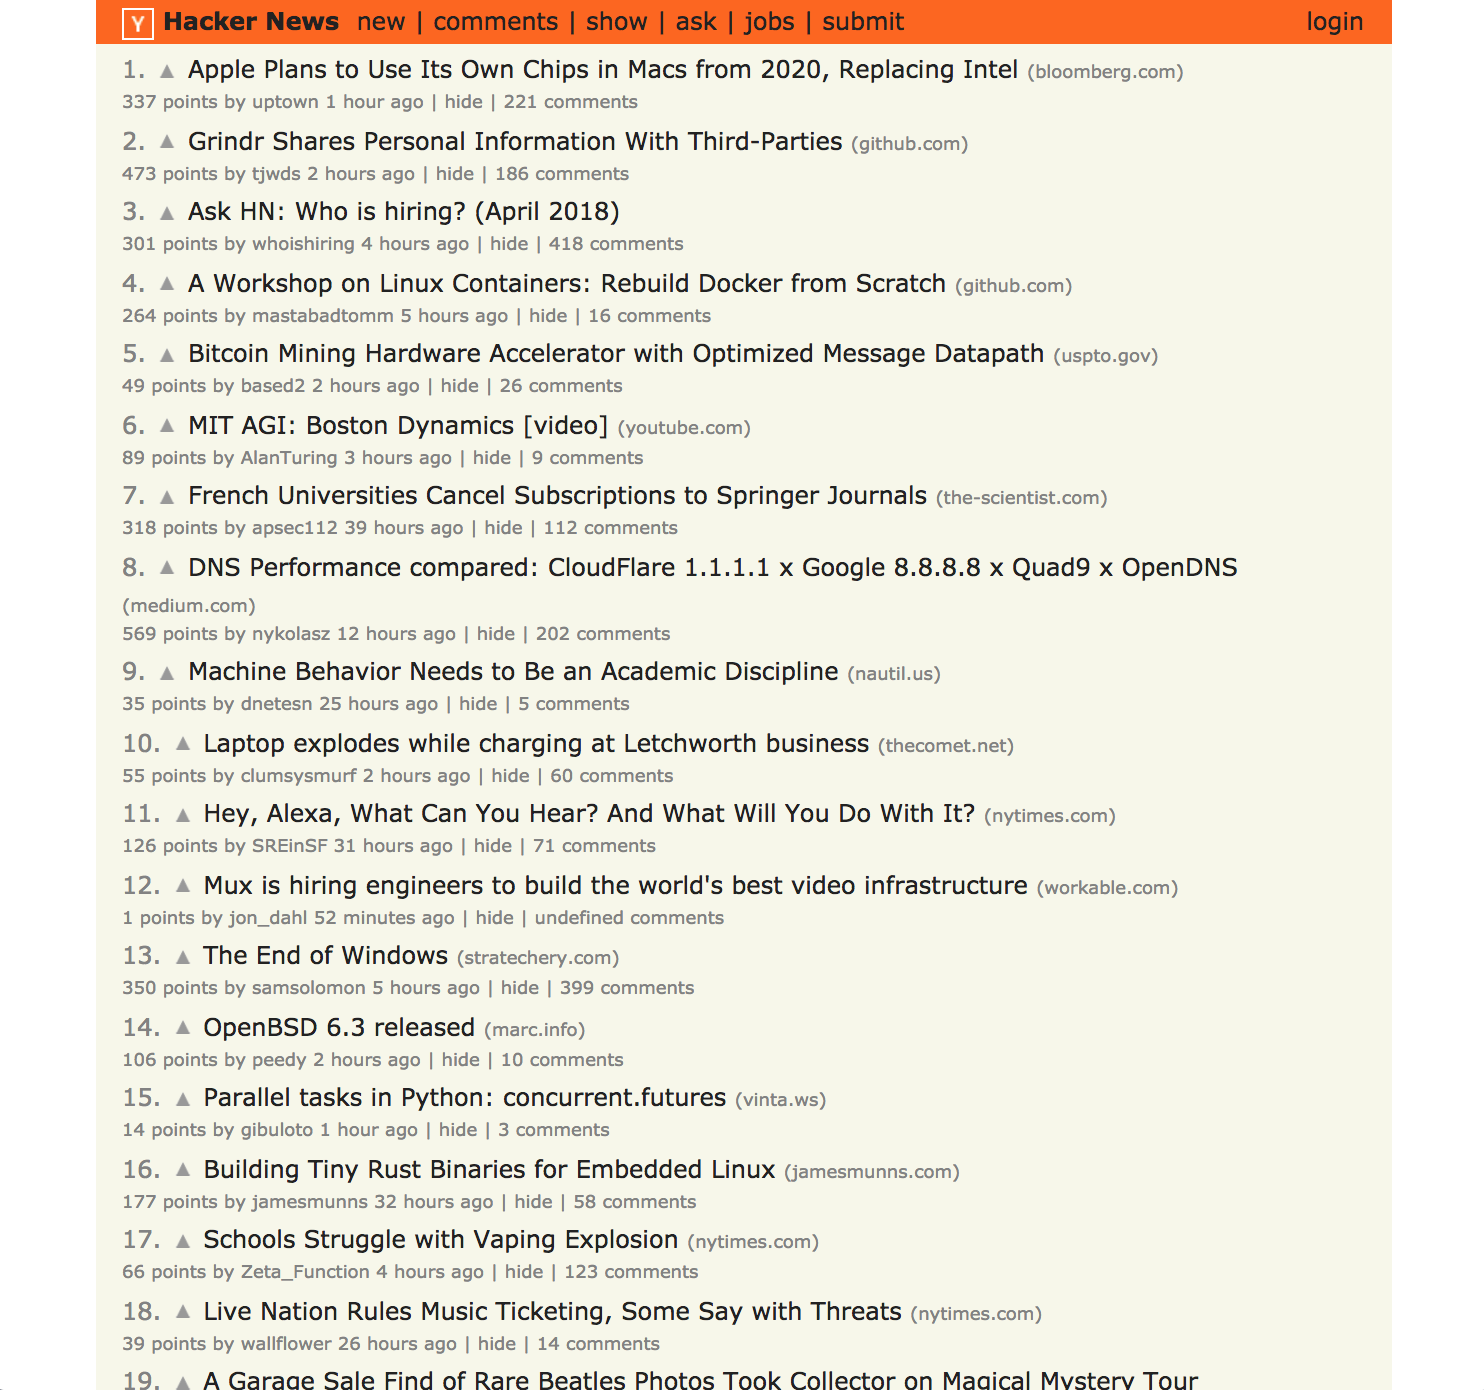 Y Hacker News new | comments | show | ask | jobs | submit login
1. ▲ Apple Plans to Use Its Own Chips in Macs from 2020, Replacing Intel (bloomberg.com)
337 points by uptown 1 hour ago | hide | 221 comments
2. ▲ Grindr Shares Personal Information With Third-Parties (github.com)
473 points by tjwds 2 hours ago | hide | 186 comments
3. ▲ Ask HN: Who is hiring? (April 2018)
301 points by whoishiring 4 hours ago | hide | 418 comments
4. ▲ A Workshop on Linux Containers: Rebuild Docker from Scratch (github.com)
264 points by mastabadtomm 5 hours ago | hide | 16 comments
5. ▲ Bitcoin Mining Hardware Accelerator with Optimized Message Datapath (uspto.gov)
49 points by based2 2 hours ago | hide | 26 comments
6. ▲ MIT AGI: Boston Dynamics [video] (youtube.com)
89 points by AlanTuring 3 hours ago | hide | 9 comments
7. ▲ French Universities Cancel Subscriptions to Springer Journals (the-scientist.com)
318 points by apsec112 39 hours ago | hide | 112 comments
8. ▲ DNS Performance compared: CloudFlare 1.1.1.1 x Google 8.8.8.8 x Quad9 x OpenDNS
(medium.com)
569 points by nykolasz 12 hours ago | hide | 202 comments
9. ▲ Machine Behavior Needs to Be an Academic Discipline (nautil.us)
35 points by dnetesn 25 hours ago | hide | 5 comments
10. ▲ Laptop explodes while charging at Letchworth business (thecomet.net)
55 points by clumsysmurf 2 hours ago | hide | 60 comments
11. ▲ Hey, Alexa, What Can You Hear? And What Will You Do With It? (nytimes.com)
126 points by SREinSF 31 hours ago | hide | 71 comments
12. ▲ Mux is hiring engineers to build the world's best video infrastructure (workable.com)
1 points by jon_dahl 52 minutes ago | hide | undefined comments
13. ▲ The End of Windows (stratechery.com)
350 points by samsolomon 5 hours ago | hide | 399 comments
14. ▲ OpenBSD 6.3 released (marc.info)
106 points by peedy 2 hours ago | hide | 10 comments
15. ▲ Parallel tasks in Python: concurrent.futures (vinta.ws)
14 points by gibuloto 1 hour ago | hide | 3 comments
16. ▲ Building Tiny Rust Binaries for Embedded Linux (jamesmunns.com)
177 points by jamesmunns 32 hours ago | hide | 58 comments
17. ▲ Schools Struggle with Vaping Explosion (nytimes.com)
66 points by Zeta_Function 4 hours ago | hide | 123 comments
18. ▲ Live Nation Rules Music Ticketing, Some Say with Threats (nytimes.com)
39 points by wallflower 26 hours ago | hide | 14 comments
19. ▲ A Garage Sale Find of Rare Beatles Photos Took Collector on Magical Mystery Tour